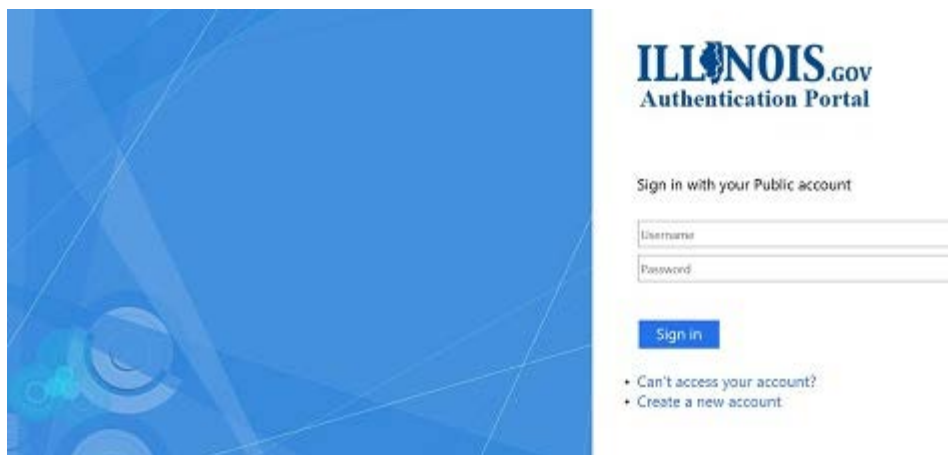 ILLINOIS.GOV
Authentication Portal
Sign in with your Public account
Username
Password
Sign in
• Can't access your account?
• Create a new account